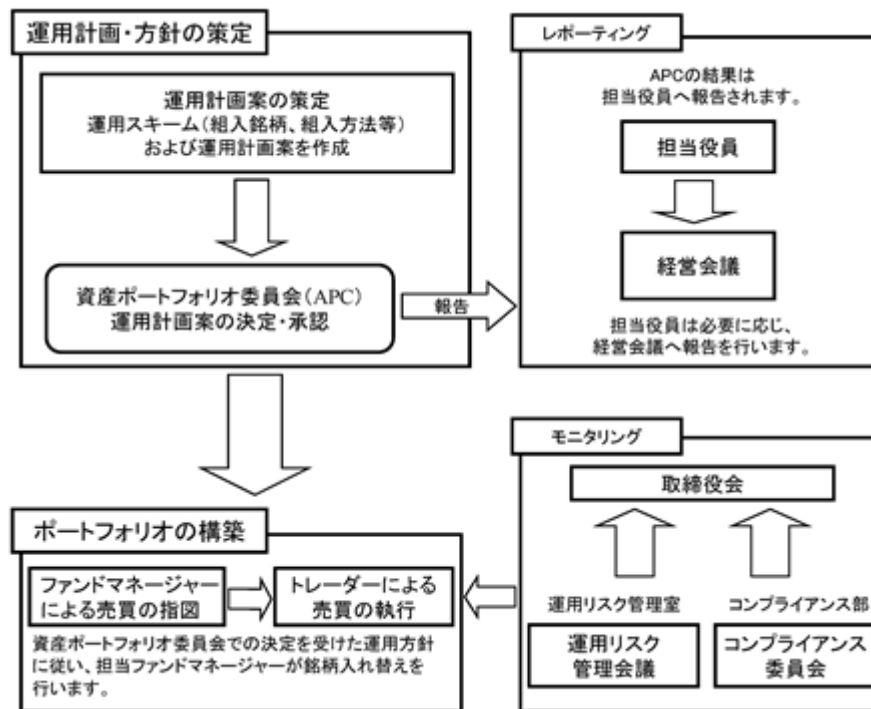 運用計画・方針の策定
運用計画案の策定
運用スキーム(組入銘柄、組入方法等)
および運用計画案を作成
資産ポートフォリオ委員会(APC)
運用計画案の決定・承認
報告
レポーティング
APCの結果は
担当役員へ報告されます。
担当役員
経営会議
担当役員は必要に応じ、
経営会議へ報告を行います。
ポートフォリオの構築
ファンドマネージャー
による売買の指図
トレーダーによる
売買の執行
資産ポートフォリオ委員会での決定を受けた運用方針
に従い、担当ファンドマネージャーが銘柄入れ替えを
行います。
モニタリング
取締役会
運用リスク管理室
運用リスク
管理会議
コンプライアンス部
コンプライアンス
委員会